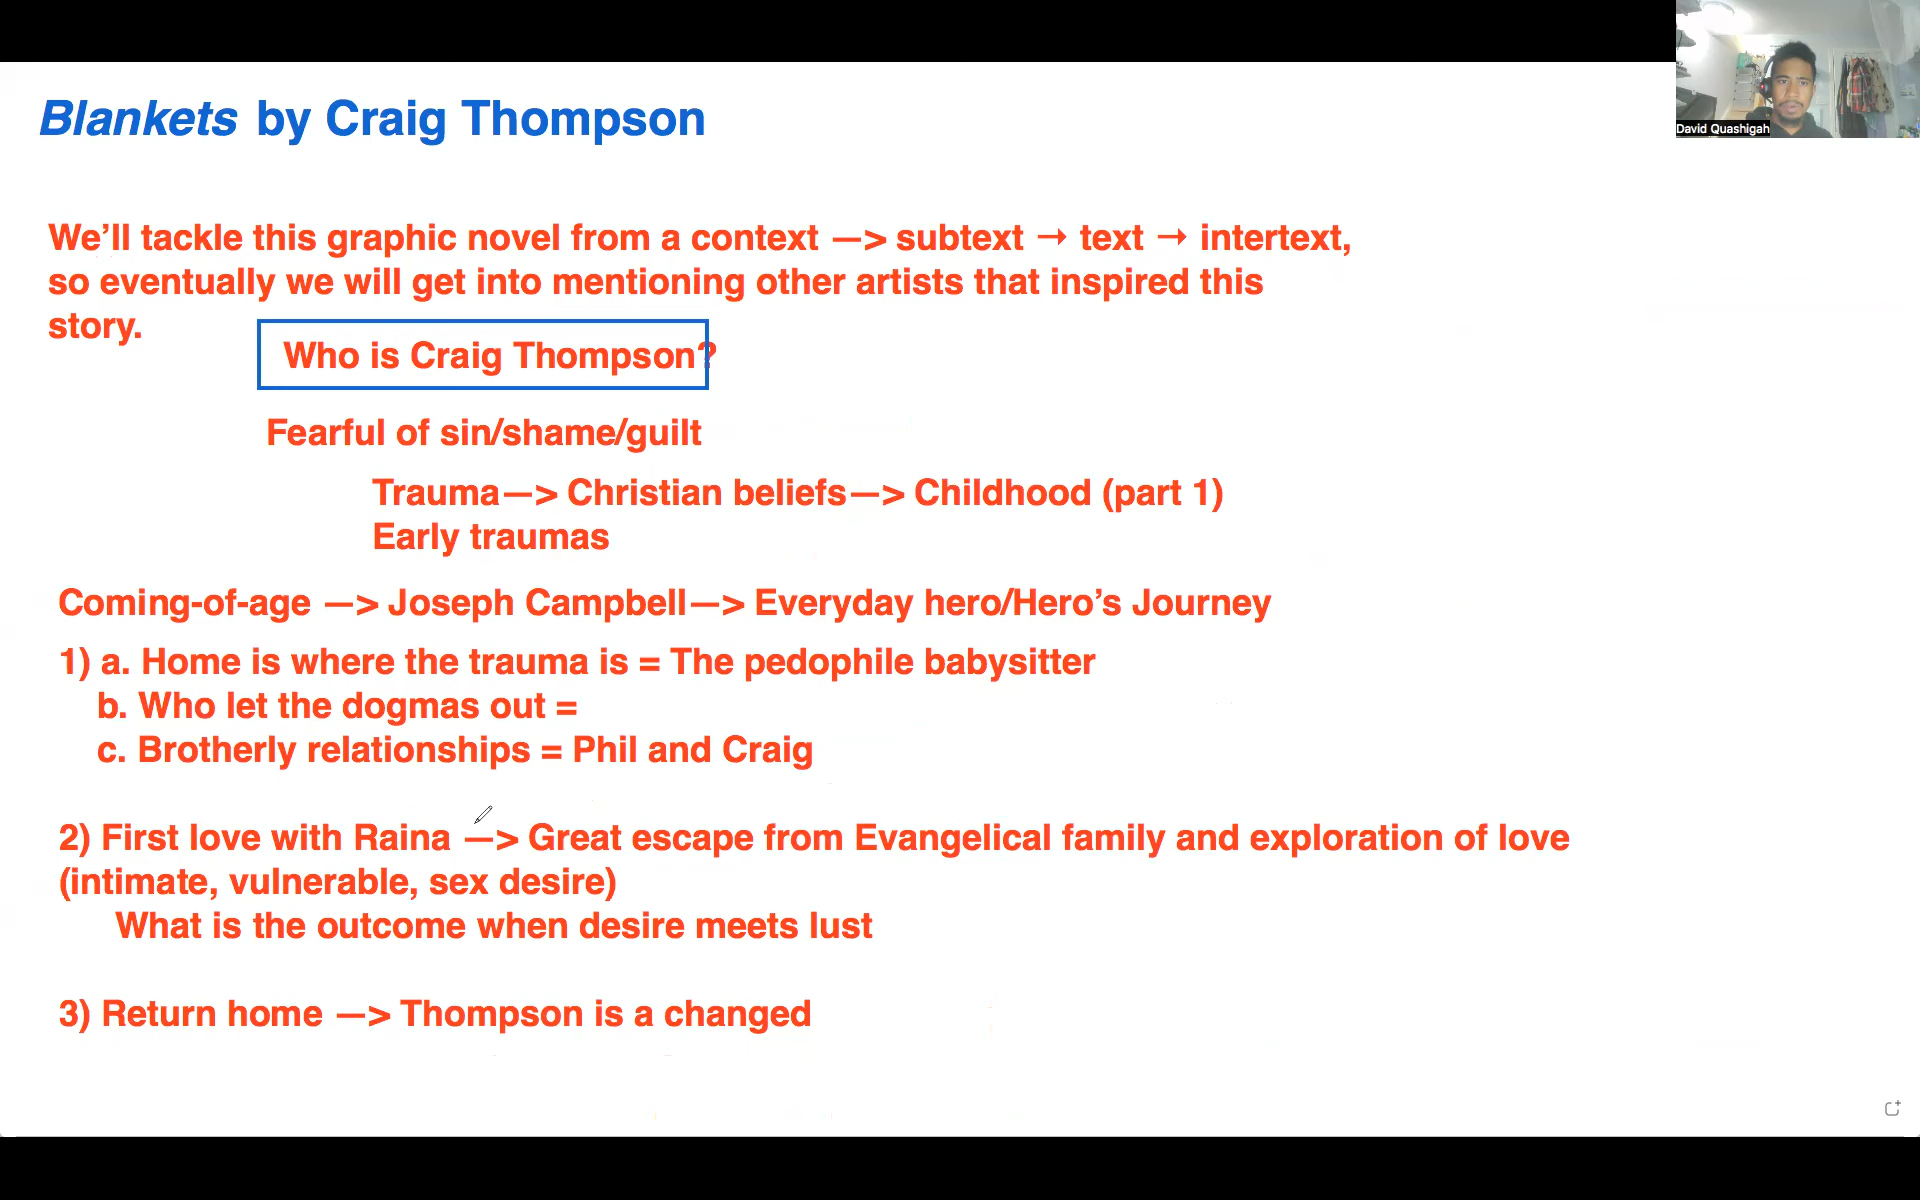 David Quashigah
Blankets by Craig Thompson
We'll tackle this graphic novel from a context —> subtext → text → intertext,
so eventually we will get into mentioning other artists that inspired this
story.
Who is Craig Thompson?
Fearful of sin/shame/guilt
Trauma—> Christian beliefs—> Childhood (part 1)
Early traumas
Coming-of-age —> Joseph Campbell—> Everyday hero/Hero's Journey
1) a. Home is where the trauma is = The pedophile babysitter
b. Who let the dogmas out =
c. Brotherly relationships = Phil and Craig
2) First love with Raina —> Great escape from Evangelical family and exploration of love
(intimate, vulnerable, sex desire)
What is the outcome when desire meets lust
3) Return home —> Thompson is a changed